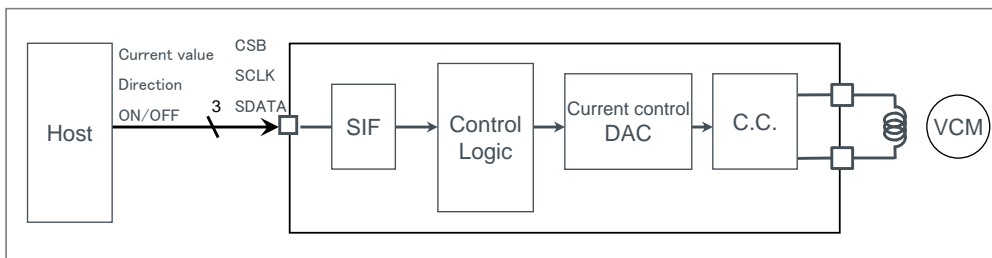 Host
Current value
Direction
ON/OFF
3
CSB
SCLK
SDATA
SIF
Control
Logic
Current control
DAC
C.C.
VCM